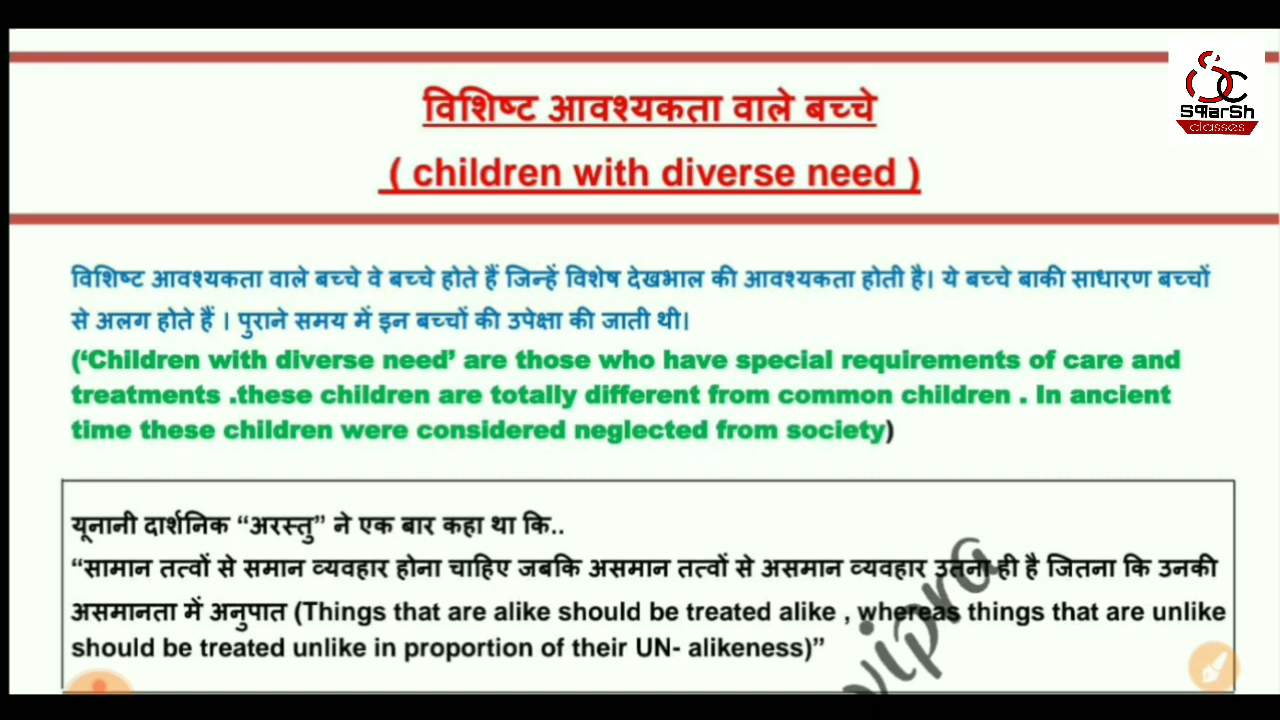 विशिष्ट आवश्यकता वाले बच्चे
( children with diverse need )
SपarSh
classes
विशिष्ट आवश्यकता वाले बच्चे वे बच्चे होते हैं जिन्हें विशेष देखभाल की आवश्यकता होती है। ये बच्चे बाकी साधारण बच्चों
से अलग होते हैं । पुराने समय में इन बच्चों की उपेक्षा की जाती थी।
(‘Children with diverse need’ are those who have special requirements of care and
treatments .these children are totally different from common children . In ancient
time these children were considered neglected from society)
यूनानी दार्शनिक “अरस्तु” ने एक बार कहा था कि..
“सामान तत्वों से समान व्यवहार होना चाहिए जबकि असमान तत्वों से असमान व्यवहार उतना ही है जितना कि उनकी
असमानता में अनुपात (Things that are alike should be treated alike , whereas things that are unlike
should be treated unlike in proportion of their UN- alikeness)”
vipra